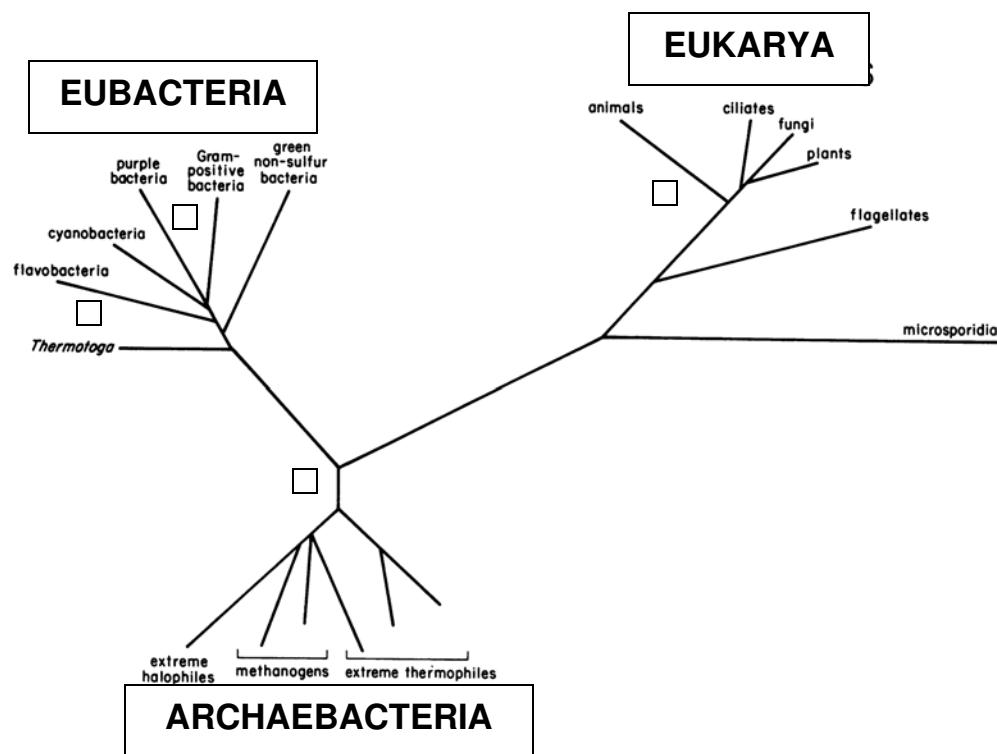 EUBACTERIA
EUKARYA
purple
bacteria
Gram-
positive
bacteria
green
non-sulfur
bacteria
cyanobacteria
flavobacteria
Thermotoga
animals
ciliates
fungi
plants
flagellates
microsporidia
extreme
halophiles
methanogens
extreme thermophiles
ARCHAEBACTERIA